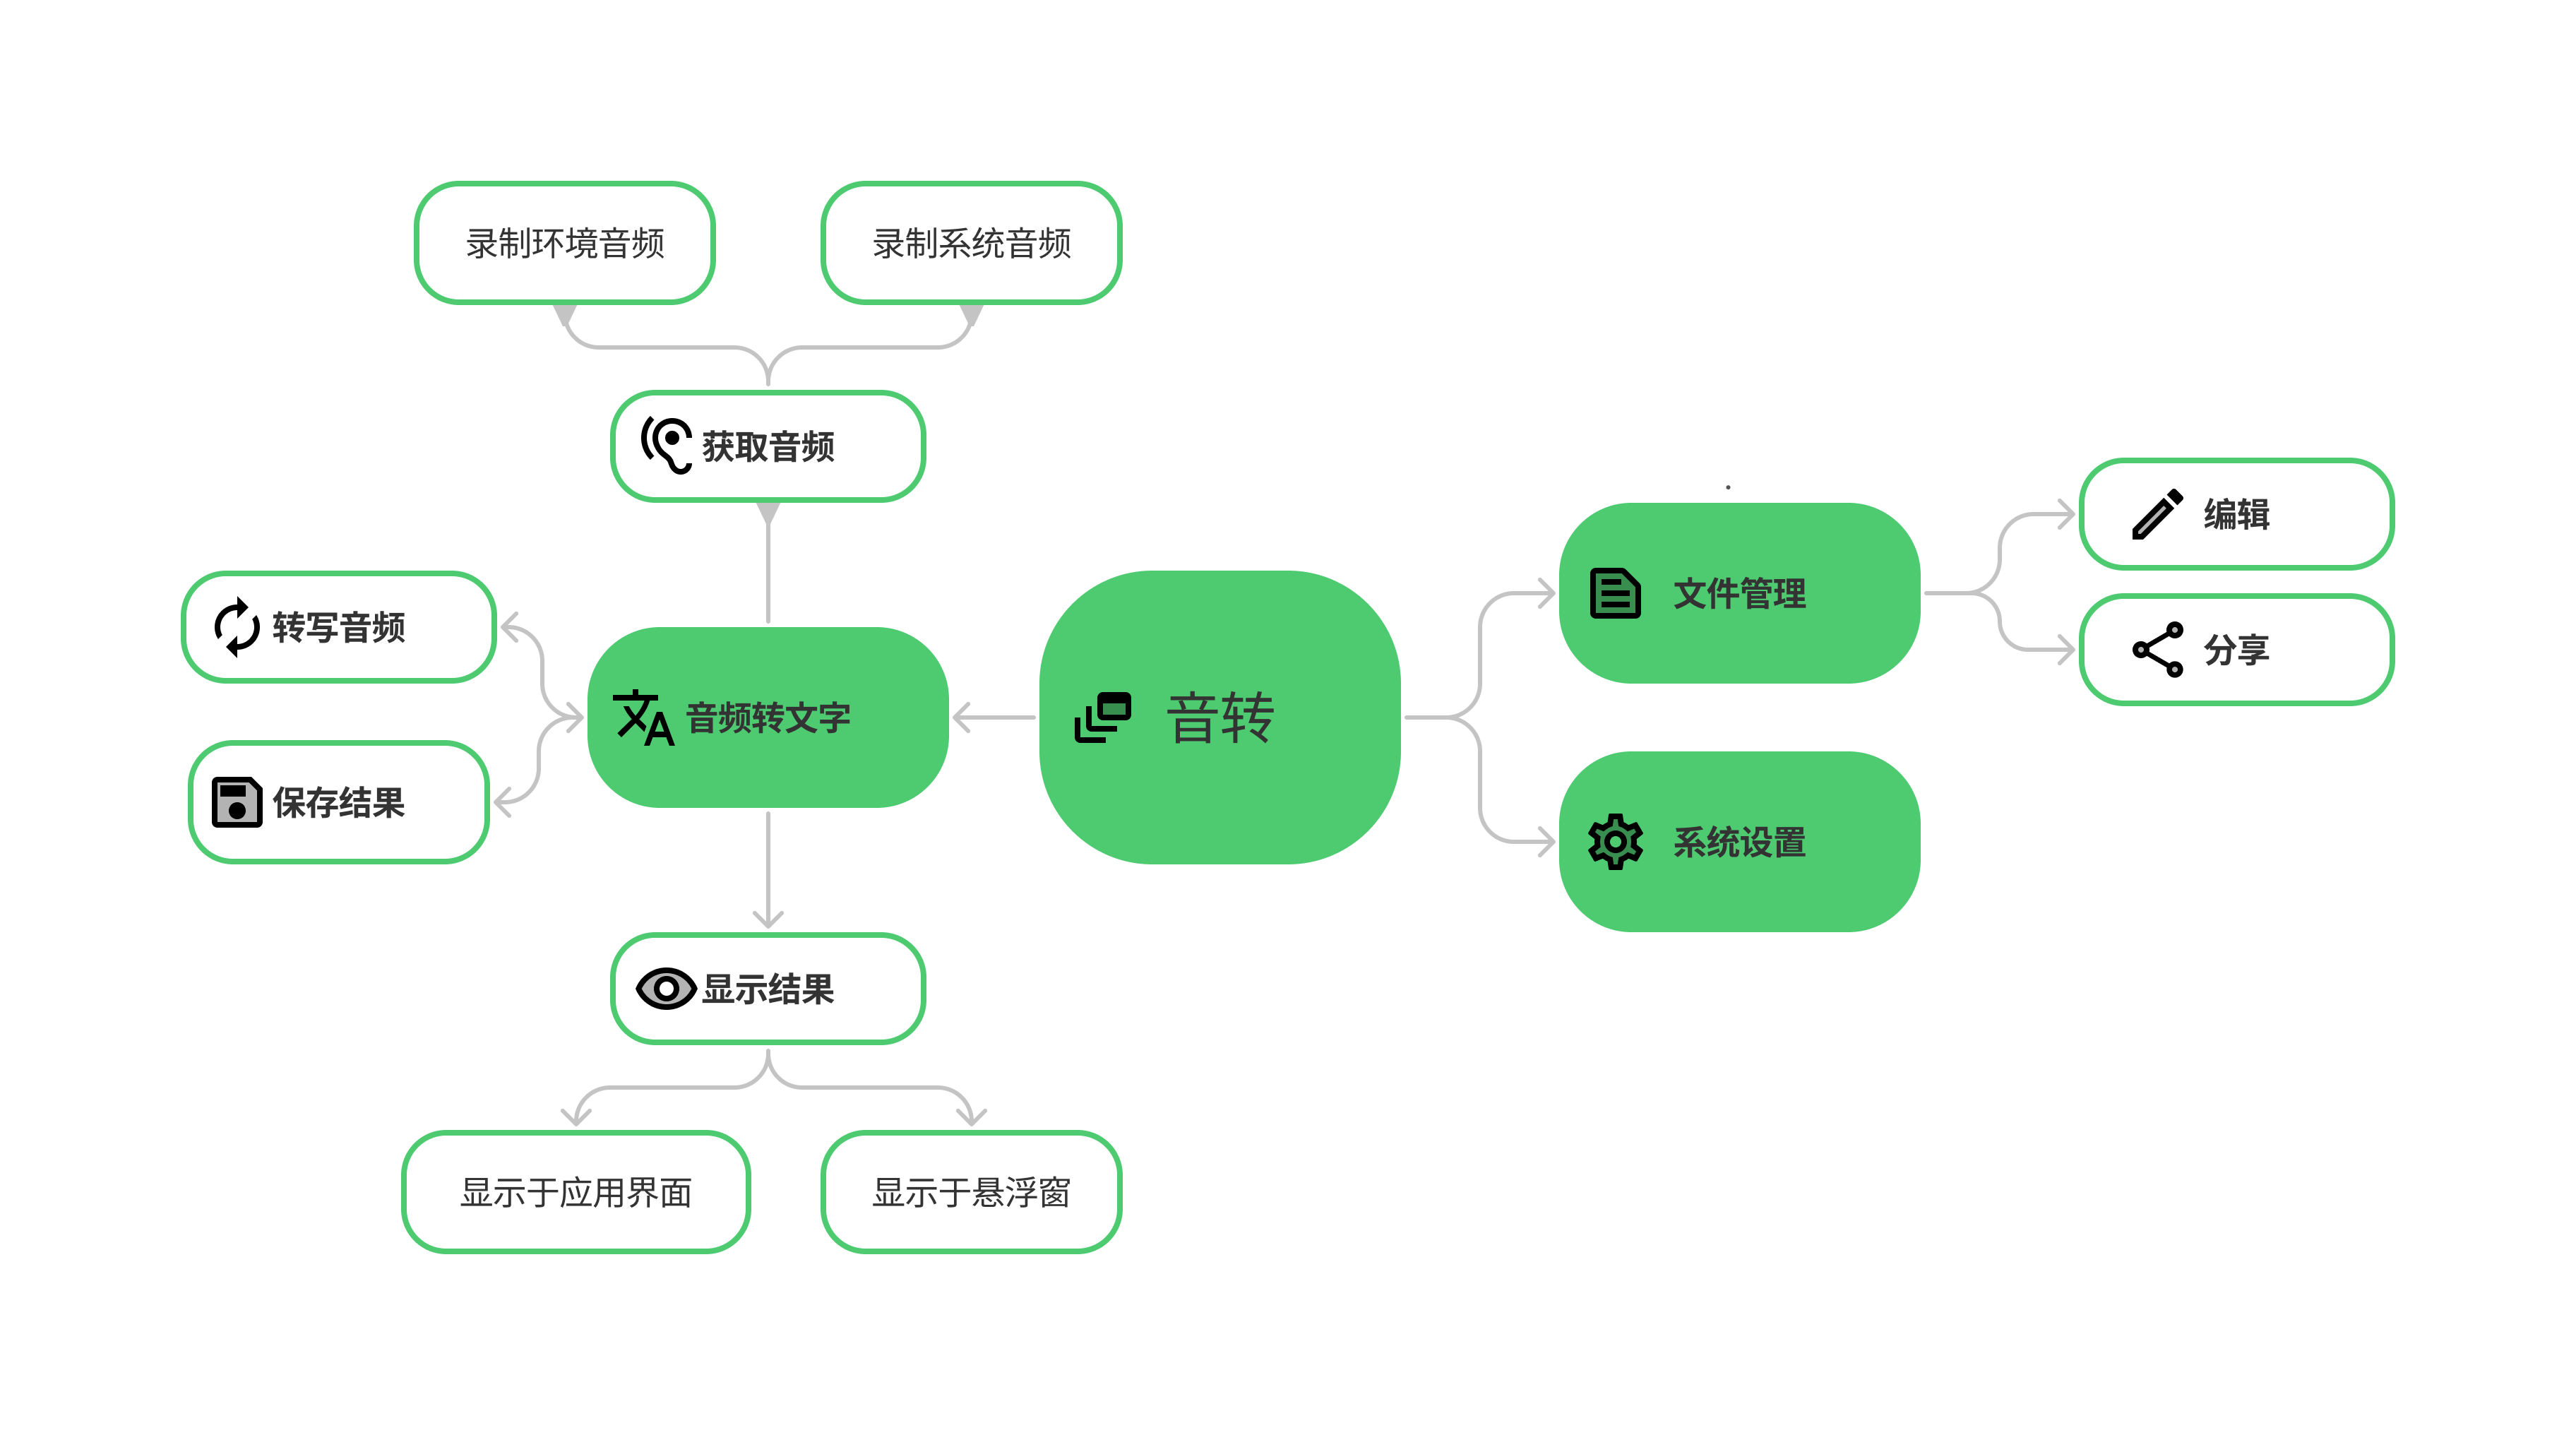 录制环境音频
录制系统音频
获取音频
转写音频
音频转文字
保存结果
显示结果
显示于应用界面
显示于悬浮窗
音转
文件管理
系统设置
编辑
分享